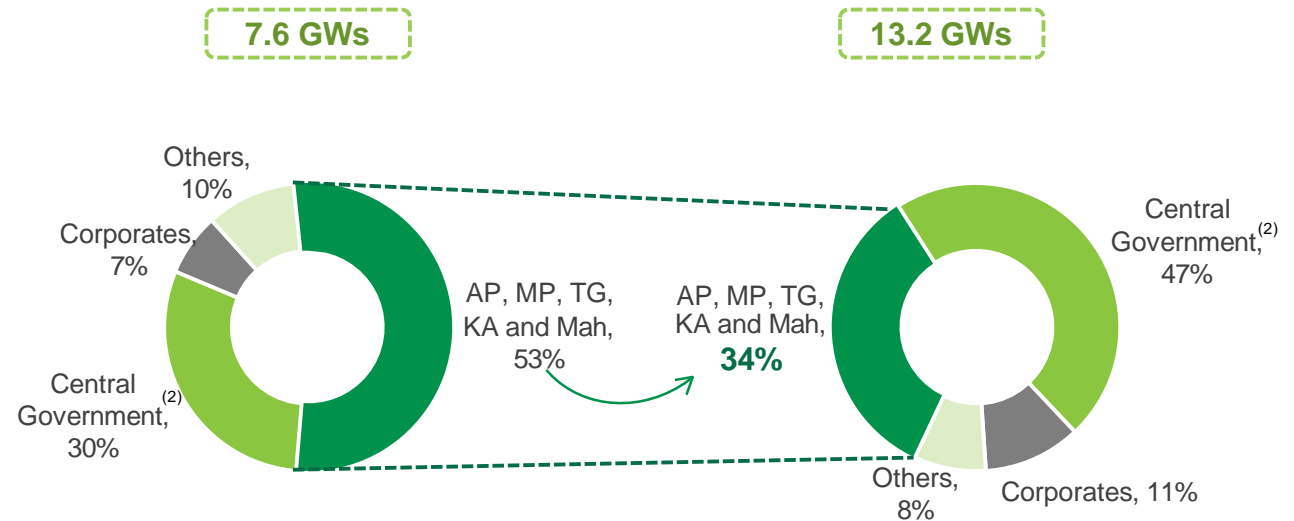 7.6 GWs
13.2 GWs
Others,
10%
Corporates,
7%
Central
Government,(2)
30%
AP, MP, TG,
KA and Mah,
53%
AP, MP, TG,
KA and Mah,
34%
Central
Government,(2)
47%
Others,
8%
Corporates, 11%